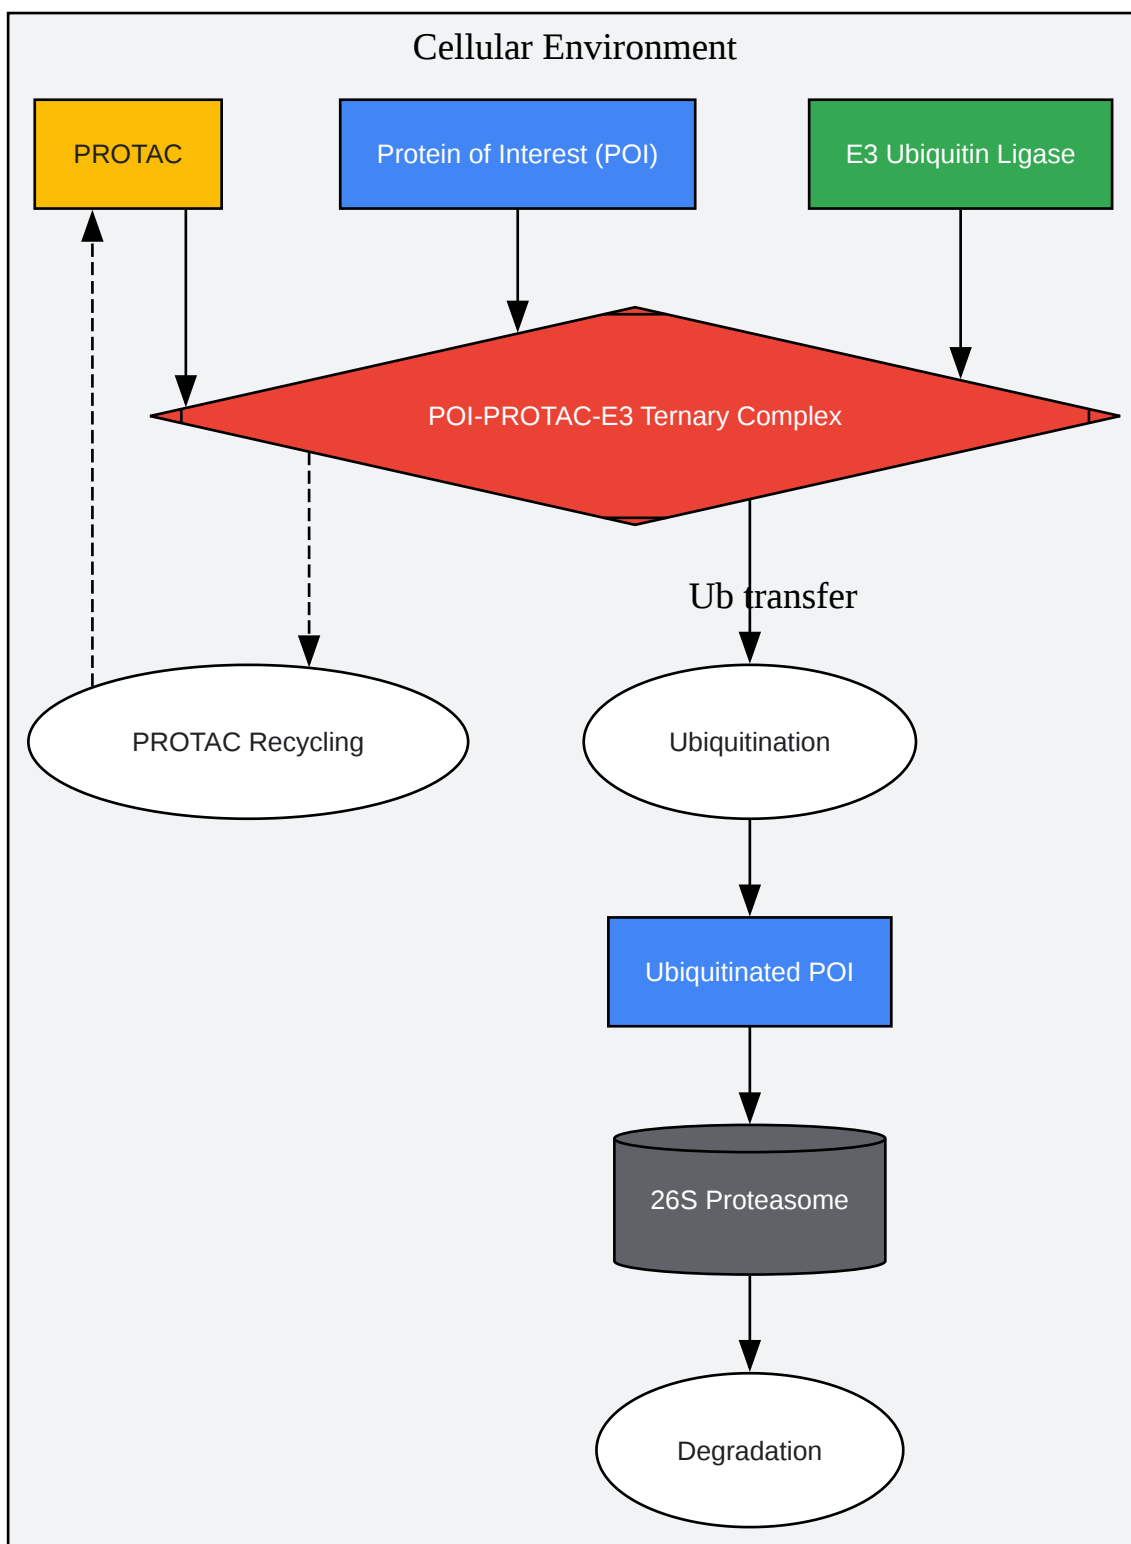 Cellular Environment
PROTAC
Protein of Interest (POI)
E3 Ubiquitin Ligase
POI-PROTAC-E3 Ternary Complex
Ub transfer
PROTAC Recycling
Ubiquitination
Ubiquitinated POI
26S Proteasome
Degradation